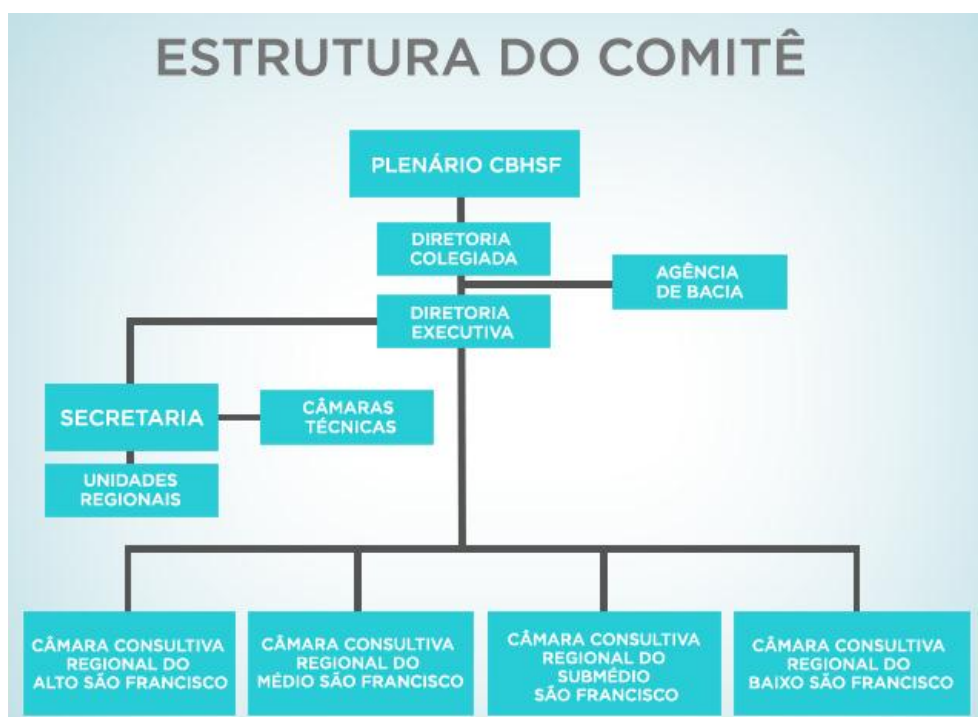 ESTRUTURA DO COMITÊ
PLENÁRIO CBHSF
DIRETORIA
COLEGIADA
AGÊNCIA
DE BACIA
DIRETORIA
EXECUTIVA
SECRETARIA
CÂMARAS
TÉCNICAS
UNIDADES
REGIONAIS
CÂMARA CONSULTIVA
REGIONAL DO
ALTO SÃO FRANCISCO
CÂMARA CONSULTIVA
REGIONAL DO
MÉDIO SÃO FRANCISCO
CÂMARA CONSULTIVA
REGIONAL DO
SUBMÉDIO
SÃO FRANCISCO
CÂMARA CONSULTIVA
REGIONAL DO
BAIXO SÃO FRANCISCO